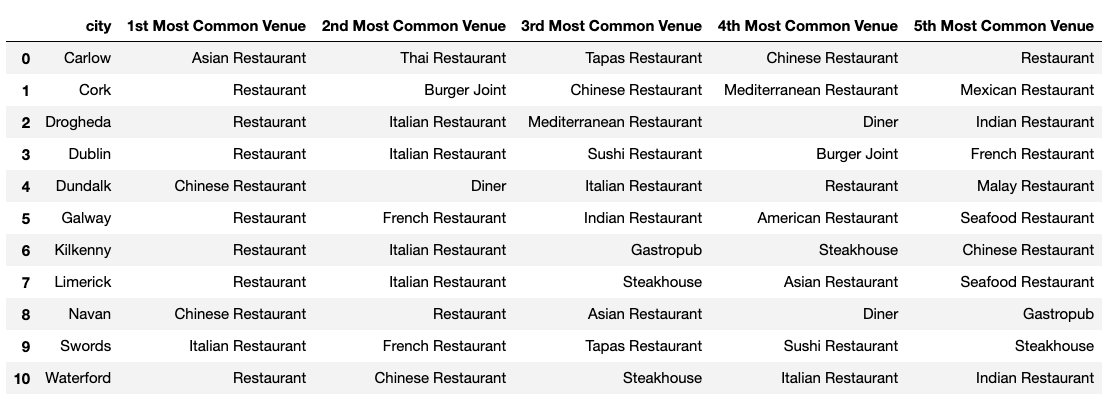 city 1st Most Common Venue 2nd Most Common Venue 3rd Most Common Venue 4th Most Common Venue 5th Most Common Venue
0 Carlow Asian Restaurant Thai Restaurant Tapas Restaurant Chinese Restaurant Restaurant
1 Cork Restaurant Burger Joint Chinese Restaurant Mediterranean Restaurant Mexican Restaurant
2 Drogheda Restaurant Italian Restaurant Mediterranean Restaurant Diner Indian Restaurant
3 Dublin Restaurant Italian Restaurant Sushi Restaurant Burger Joint French Restaurant
4 Dundalk Chinese Restaurant Diner Italian Restaurant Restaurant Malay Restaurant
5 Galway Restaurant French Restaurant Indian Restaurant American Restaurant Seafood Restaurant
6 Kilkenny Restaurant Italian Restaurant Gastropub Steakhouse Chinese Restaurant
7 Limerick Restaurant Italian Restaurant Steakhouse Asian Restaurant Seafood Restaurant
8 Navan Chinese Restaurant Restaurant Asian Restaurant Diner Gastropub
9 Swords Italian Restaurant French Restaurant Tapas Restaurant Sushi Restaurant Steakhouse
10 Waterford Restaurant Chinese Restaurant Steakhouse Italian Restaurant Indian Restaurant